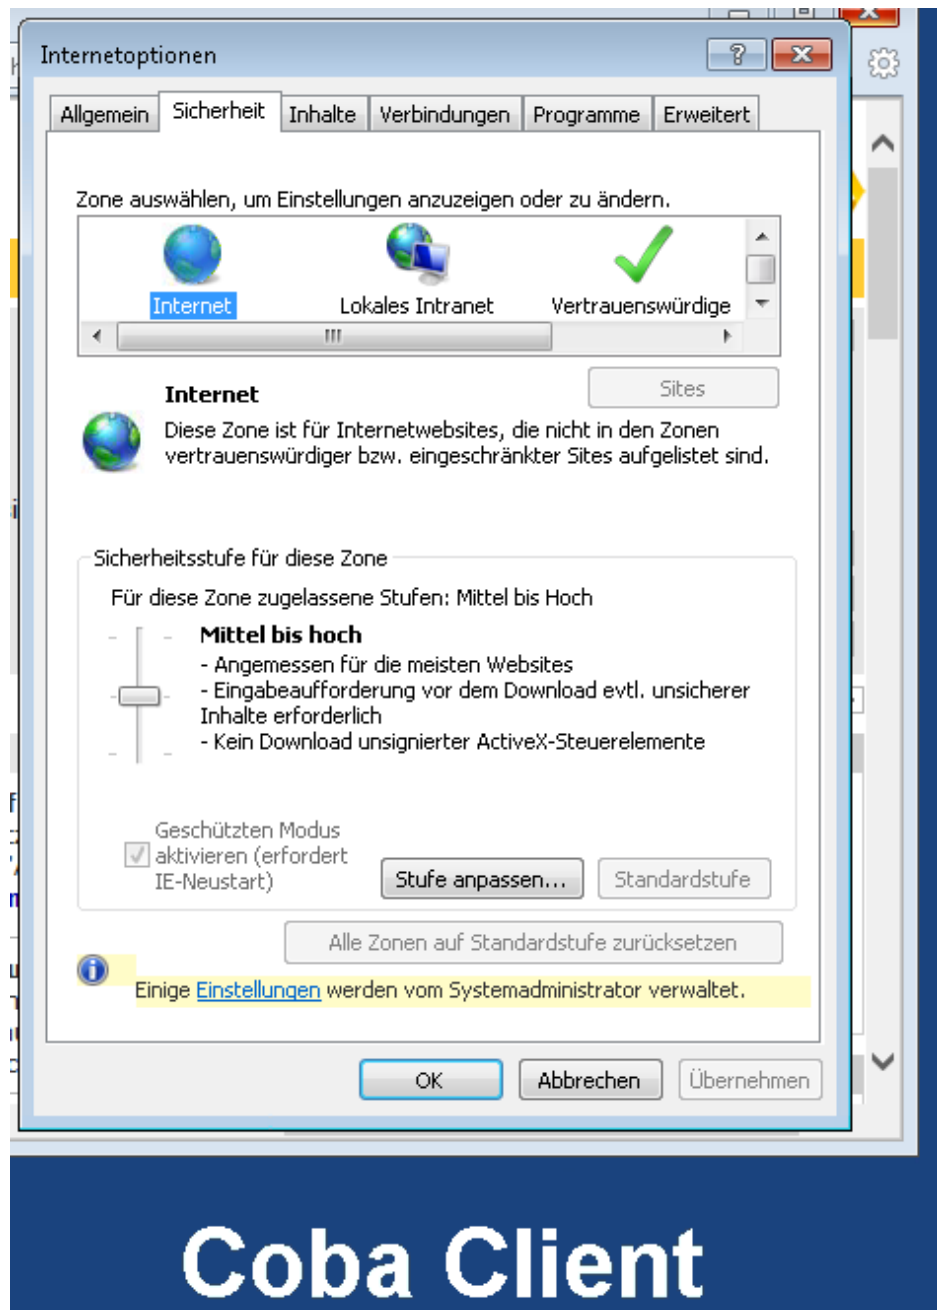 Internetoptionen
Allgemein Sicherheit Inhalte Verbindungen Programme Erweitert
Zone auswählen, um Einstellungen anzuzeigen oder zu ändern.
Internet Lokales Intranet Vertrauenswürdige
Sites
Internet
Diese Zone ist für Internetwebsites, die nicht in den Zonen
vertrauenswürdiger bzw. eingeschränkter Sites aufgelistet sind.
Sicherheitsstufe für diese Zone
Für diese Zone zugelassene Stufen: Mittel bis Hoch
Mittel bis hoch
- Angemessen für die meisten Websites
- Eingabeaufforderung vor dem Download evtl. unsicherer
Inhalte erforderlich
- Kein Download unsignierter ActiveX-Steuerelemente
Geschützten Modus
aktivieren (erfordert
IE-Neustart)
Stufe anpassen... Standardstufe
Alle Zonen auf Standardstufe zurücksetzen
Einige Einstellungen werden vom Systemadministrator verwaltet.
OK Abbrechen Übernehmen
Coba Client